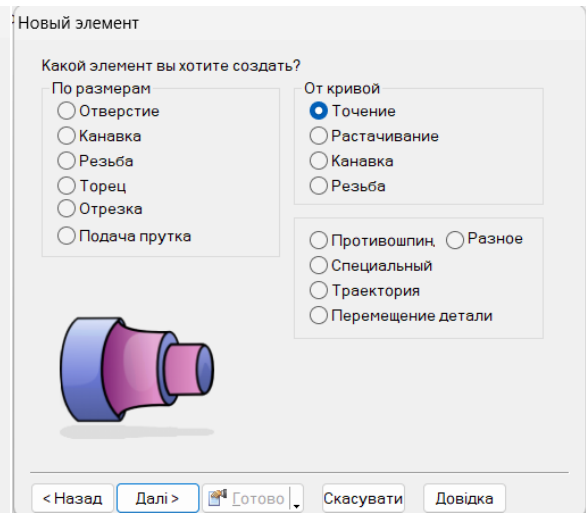 Новый элемент
Какой элемент вы хотите создать?
По размерам
Отверстие
Канавка
Резьба
Торец
Отрезка
Подача прутка
От кривой
Точение
Растачивание
Канавка
Резьба
Противошпин, Разное
Специальный
Траектория
Перемещение детали
< Назад Далі > Готово Скасувати Довідка